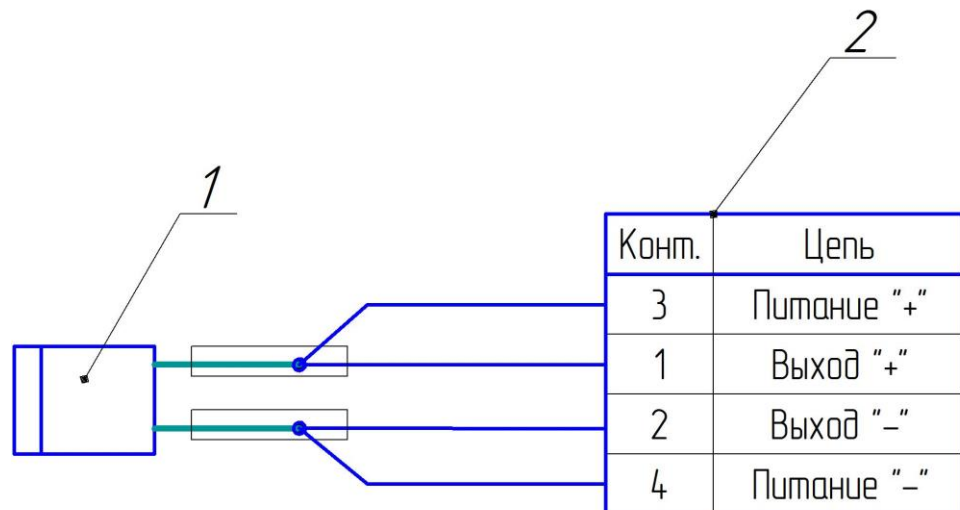 2
1
Конт. Цепь
3 Питание "+"
1 Выход "+"
2 Выход "–"
4 Питание "–"